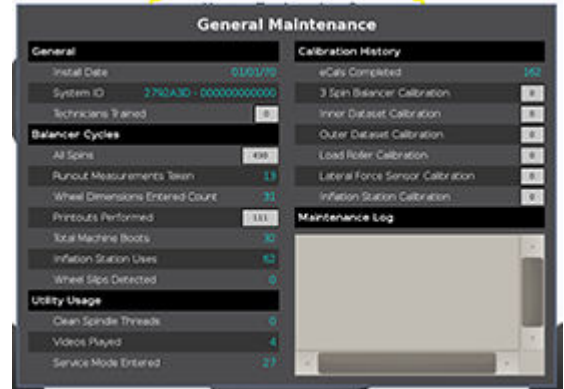 General Maintenance
General
Install Date 01/01/70
System ID 2792A3D - 000000000000
Technicians Trained 0
Balancer Cycles
All Spins 430
Runout Measurements Taken 13
Wheel Dimensions Entered Count 31
Printouts Performed 111
Total Machine Boots 30
Inflation Station Uses 62
Wheel Slips Detected 0
Utility Usage
Clean Spindle Threads 0
Videos Played 4
Service Mode Entered 27
Calibration History
eCals Completed 162
3 Spin Balancer Calibration 0
Inner Dataset Calibration 0
Outer Dataset Calibration 0
Load Roller Calibration 0
Lateral Force Sensor Calibration 0
Inflation Station Calibration 0
Maintenance Log